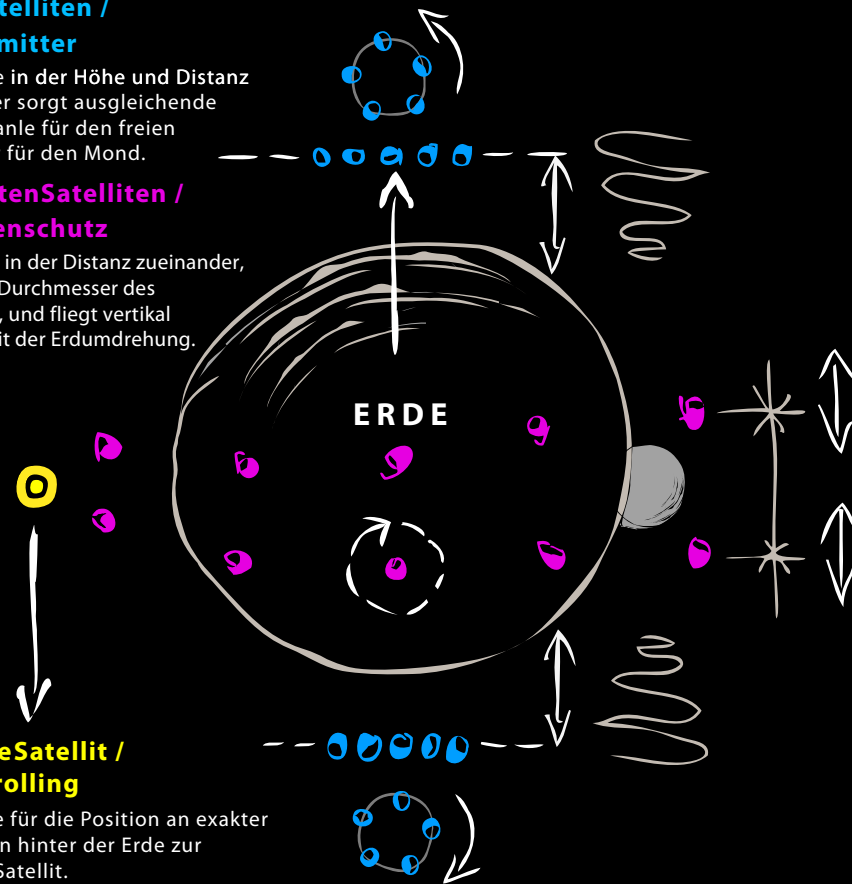 telliten /
mitter
e in der Höhe und Distanz
er sorgt ausgleichende
anle für den freien
für den Mond.
tenSatelliten /
enschutz
in der Distanz zueinander,
Durchmesser des
, und fliegt vertikal
it der Erdumdrehung.
ERDE
eSatellit /
rolling
e für die Position an exakter
n hinter der Erde zur
Satellit.